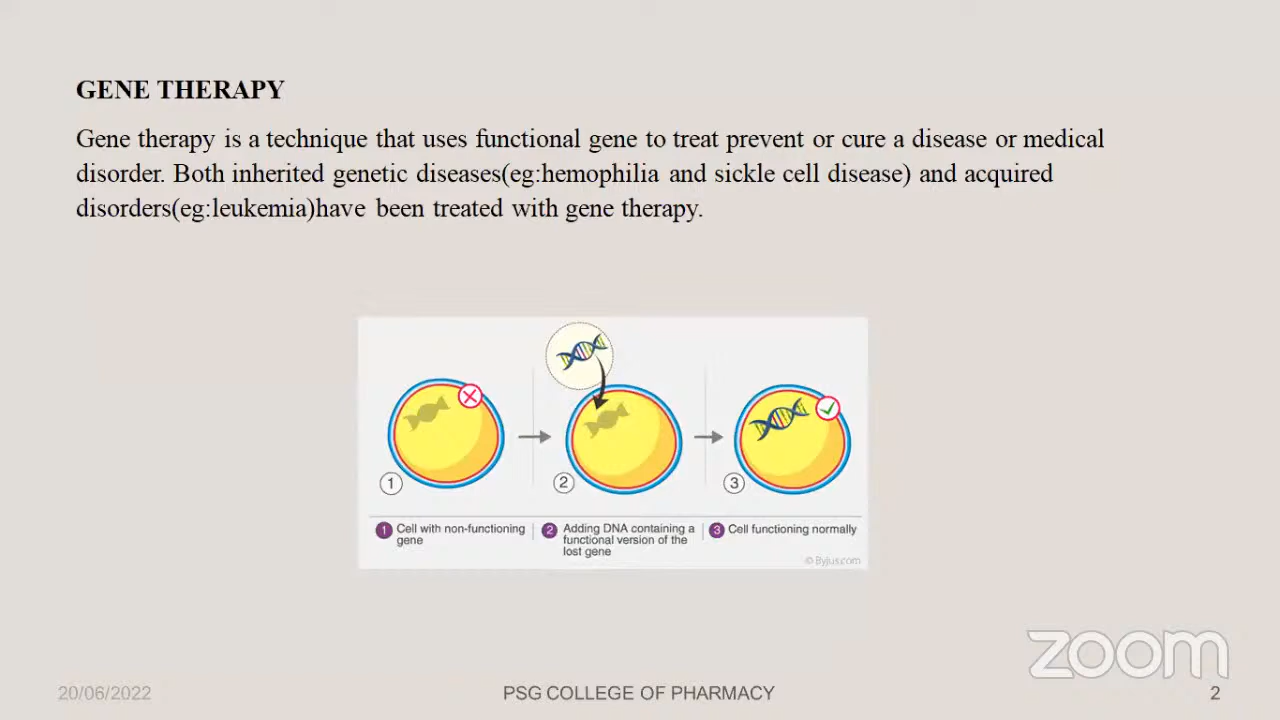 GENE THERAPY
Gene therapy is a technique that uses functional gene to treat prevent or cure a disease or medical
disorder. Both inherited genetic diseases(eg:hemophilia and sickle cell disease) and acquired
disorders(eg:leukemia)have been treated with gene therapy.
1
2
3
1 Cell with non-functioning
gene
2 Adding DNA containing a
functional version of the
lost gene
3 Cell functioning normally
© Byjus.com
zoom
20/06/2022
PSG COLLEGE OF PHARMACY
2